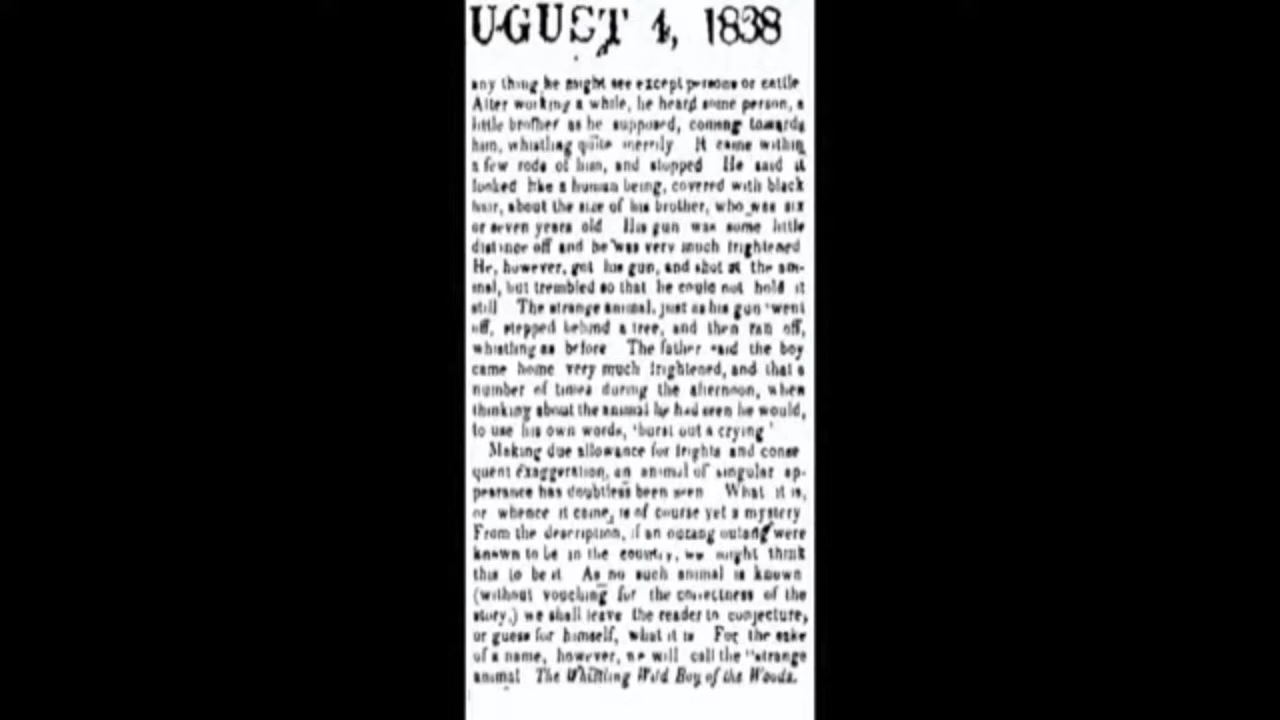 UGUST 4, 1838
any thing he might see except persons or cattle
After working a while, he heard some person, a
little brother as he supposed, coming towards
him, whistling quite merrily It came within
a few rods of him, and stopped He said it
looked like a human being, covered with black
hair, about the size of his brother, who was six
or seven years old His gun was some little
distance off and he was very much frightened
He, however, got his gun, and shot at the ani-
mal, but trembled so that he could not hold it
still The strange animal, just as his gun went
off, stepped behind a tree, and then ran off,
whistling as before The father said the boy
came home very much frightened, and that a
number of times during the afternoon, when
thinking about the animal he had seen he would,
to use his own words, 'burst out a crying'
Making due allowance for frights and conse
quent exaggeration, an animal of singular ap-
pearance has doubtless been seen What it is,
or whence it came, is of course yet a mystery
From the description, if an ourang outang were
known to be in the country, we might think
this to be it As no such animal is known
(without vouching for the correctness of the
story,) we shall leave the reader to conjecture,
or guess for himself, what it is For the sake
of a name, however, we will call the "strange
animal The Whistling Wild Boy of the Woods.